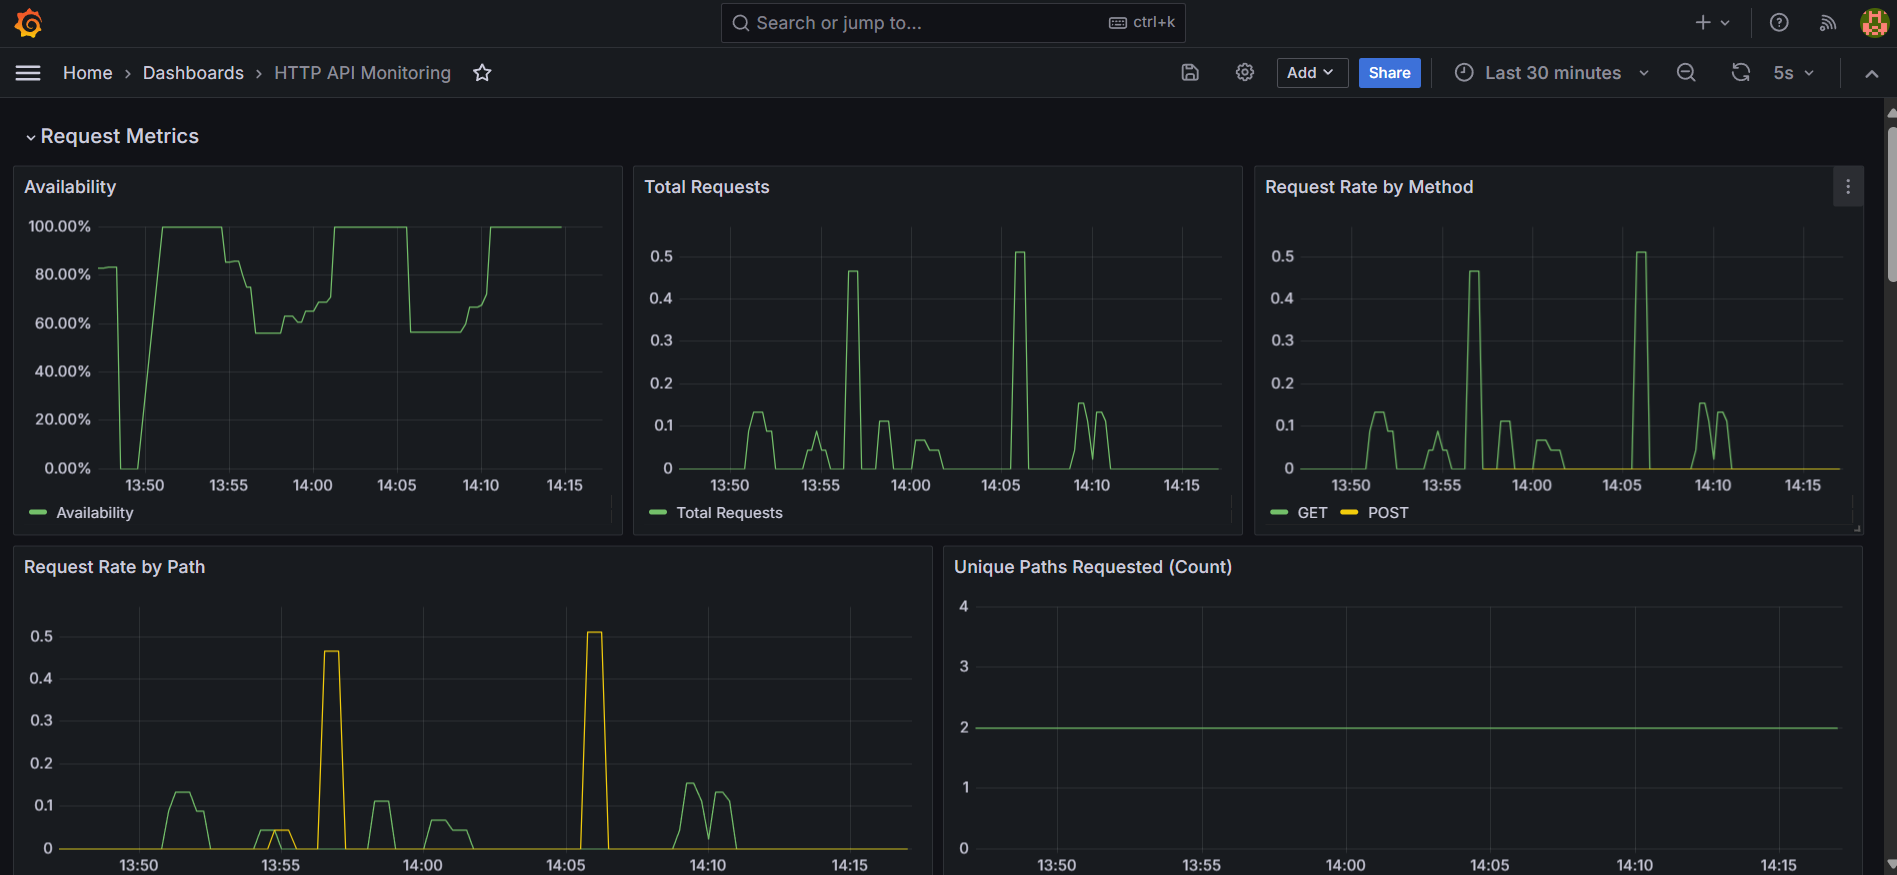 Search or jump to...
ctrl+k
Home › Dashboards › HTTP API Monitoring
Add
Share
Last 30 minutes
5s
Request Metrics
Availability
100.00%
80.00%
60.00%
40.00%
20.00%
0.00%
13:50 13:55 14:00 14:05 14:10 14:15
Availability
Total Requests
0.5
0.4
0.3
0.2
0.1
0
13:50 13:55 14:00 14:05 14:10 14:15
Total Requests
Request Rate by Method
0.5
0.4
0.3
0.2
0.1
0
13:50 13:55 14:00 14:05 14:10 14:15
GET POST
Request Rate by Path
0.5
0.4
0.3
0.2
0.1
0
13:50 13:55 14:00 14:05 14:10 14:15
Unique Paths Requested (Count)
4
3
2
1
0
13:50 13:55 14:00 14:05 14:10 14:15